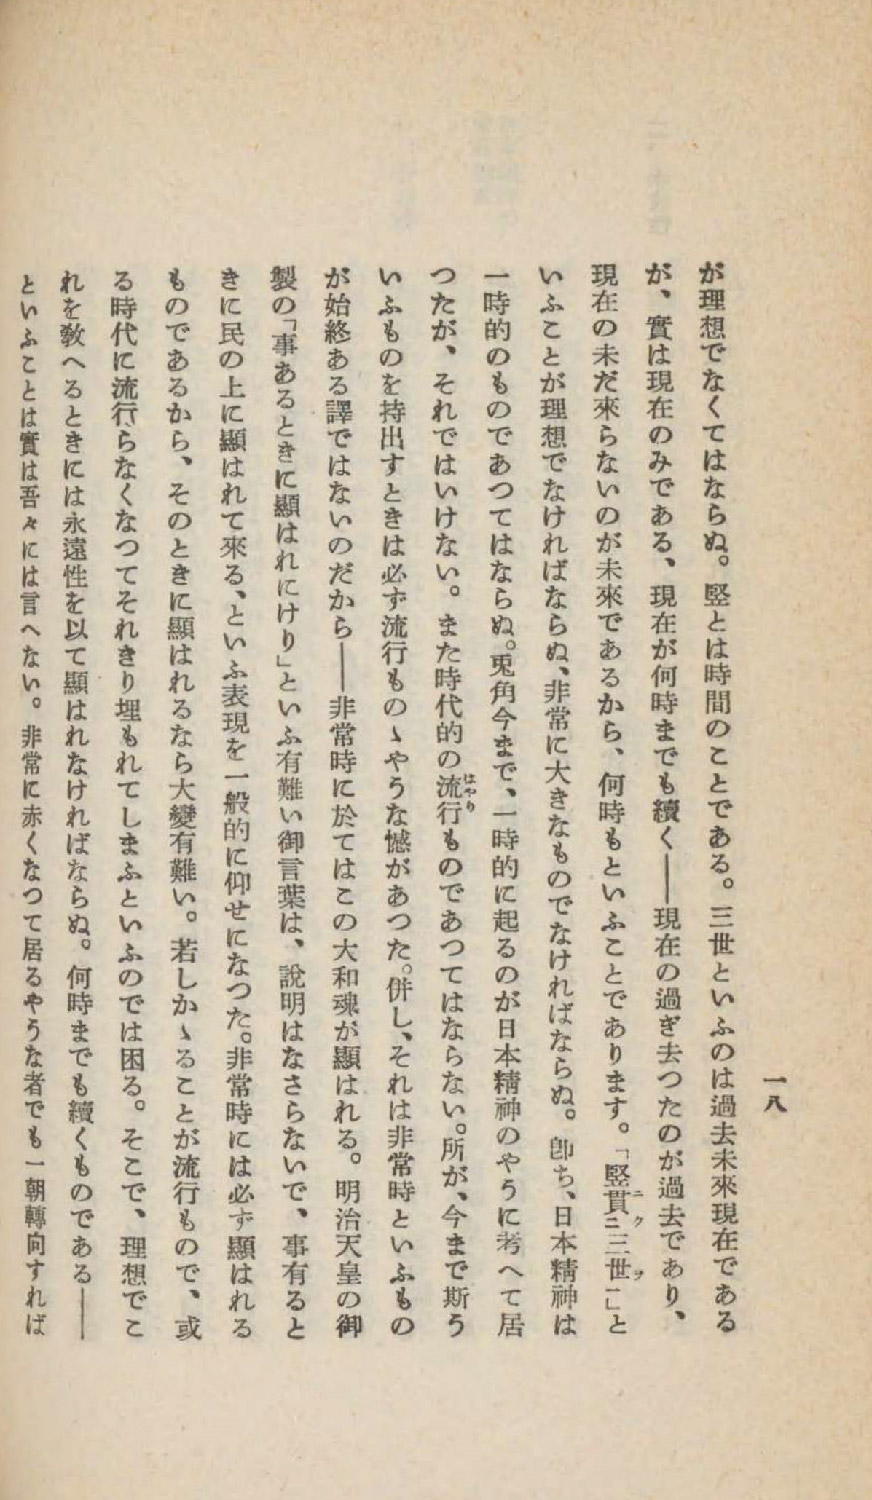 一八
が理想でなくてはならぬ。竪とは時間のことである。三世といふのは過去未來現在である
が、實は現在のみである、現在が何時までも續く――現在の過ぎ去つたのが過去であり、
現在の未だ來らないのが未來であるから、何時もといふことであります。「竪貫ニクニ三世ヲ一」と
いふことが理想でなければならぬ、非常に大きなものでなければならぬ。卽ち、日本精神は
一時的のものであつてはならぬ。兎角今まで、一時的に起るのが日本精神のやうに考へて居
つたが、それではいけない。また時代的の流行はやりものであつてはならない。所が、今まで斯う
いふものを持出すときは必ず流行ものゝやうな憾があつた。併し、それは非常時といふもの
が始終ある譯ではないのだから――非常時に於てはこの大和魂が顯はれる。明治天皇の御
製の「事あるときに顯はれにけり」といふ有難い御言葉は、說明はなさらないで、事有ると
きに民の上に顯はれて來る、といふ表現を一般的に仰せになつた。非常時には必ず顯はれる
ものであるから、そのときに顯はれるなら大變有難い。若しかゝることが流行もので、或
る時代に流行らなくなつてそれきり埋もれてしまふといふのでは困る。そこで、理想でこ
れを敎へるときには永遠性を以て顯はれなければならぬ。何時までも續くものである――
といふことは實は吾々には言へない。非常に赤くなつて居るやうな者でも一朝轉向すれば